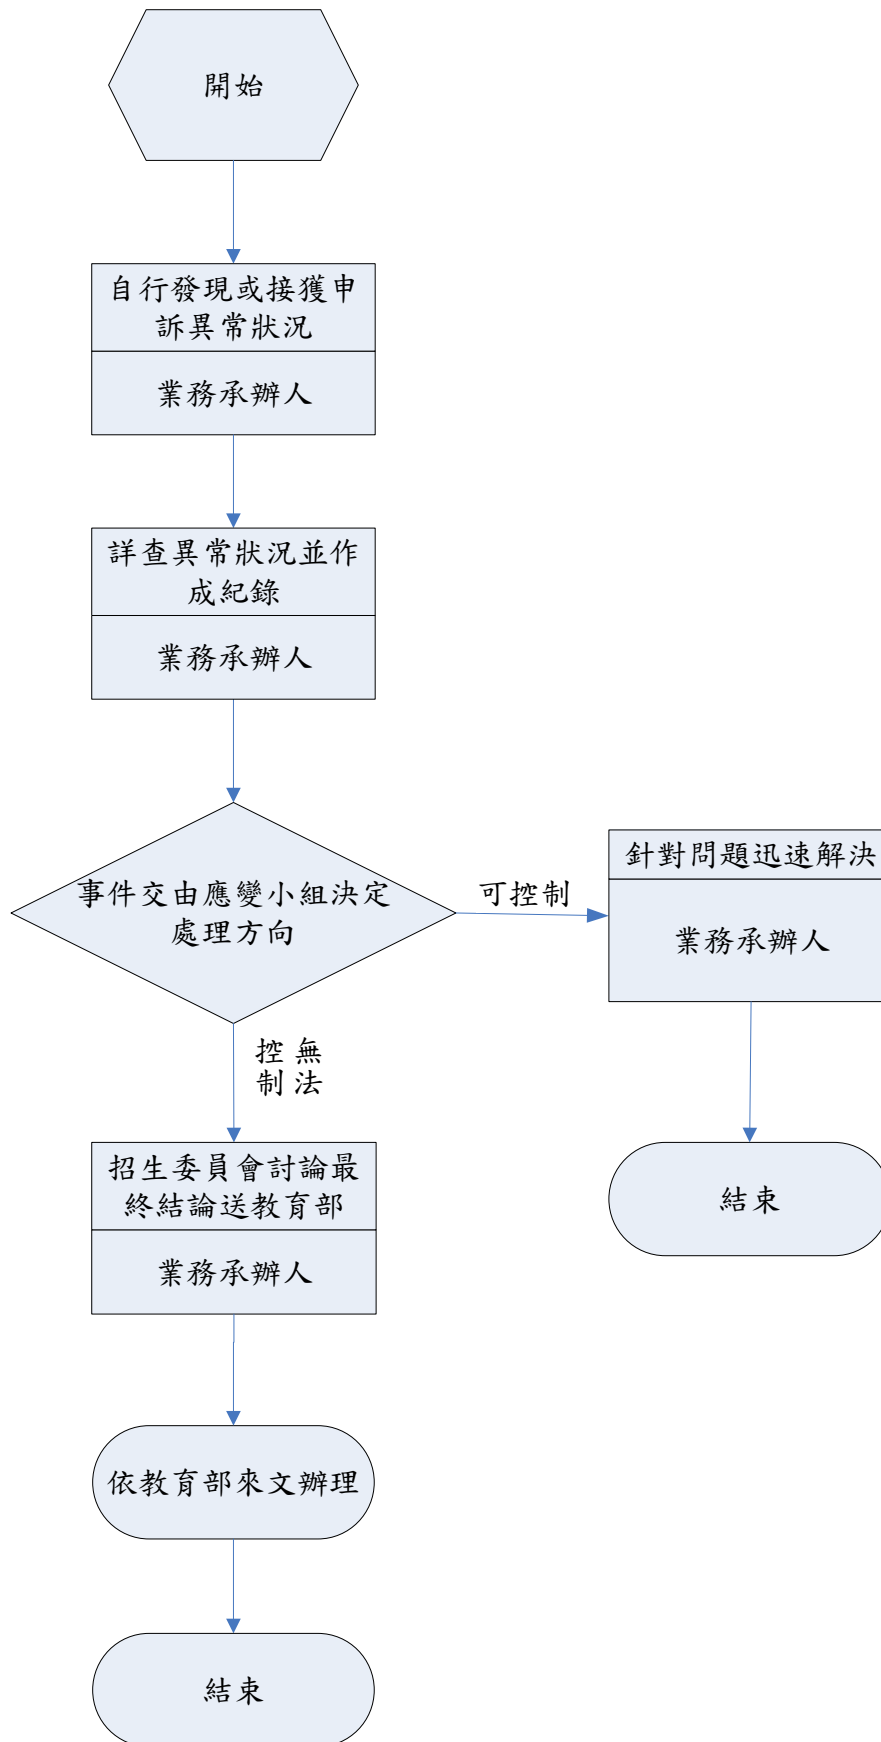 開始
自行發現或接獲申
訴異常狀況
業務承辦人
詳查異常狀況並作
成紀錄
業務承辦人
事件交由應變小組決定
處理方向
可控制
針對問題迅速解決
業務承辦人
結束
無法
控制
招生委員會討論最
終結論送教育部
業務承辦人
依教育部來文辦理
結束